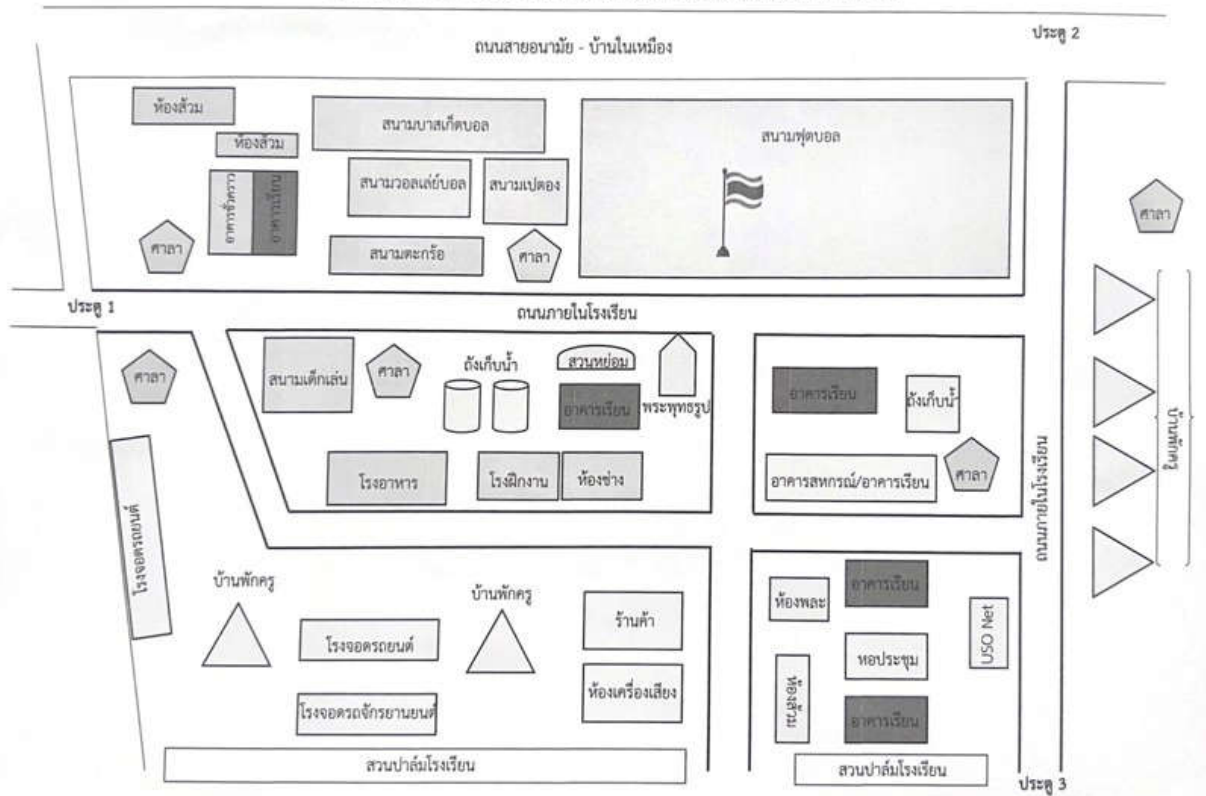 ประตู 2
ถนนสายอนามัย - บ้านในเหมือง
ห้องส้วม
สนามบาสเก็ตบอล
สนามฟุตบอล
ห้องส้วม
สนามวอลเล่ย์บอล
สนามเปตอง
อาคารชั่วคราว
อาคารเรียน
ศาลา
ศาลา
สนามตะกร้อ
ศาลา
ประตู 1
ถนนภายในโรงเรียน
ศาลา
สนามเด็กเล่น
ศาลา
ถังเก็บน้ำ
สวนหย่อม
อาคารเรียน
พระพุทธรูป
อาคารเรียน
ถังเก็บน้ำ
บ้านพักครู
โรงอาหาร
โรงฝึกงาน
ห้องช่าง
อาคารสหกรณ์/อาคารเรียน
ศาลา
ถนนภายในโรงเรียน
โรงจอดรถยนต์
บ้านพักครู
บ้านพักครู
ร้านค้า
ห้องพละ
อาคารเรียน
USO Net
โรงจอดรถยนต์
หอประชุม
ห้องเครื่องเสียง
ห้องส้วม
โรงจอดรถจักรยานยนต์
อาคารเรียน
สวนปาล์มโรงเรียน
สวนปาล์มโรงเรียน
ประตู 3